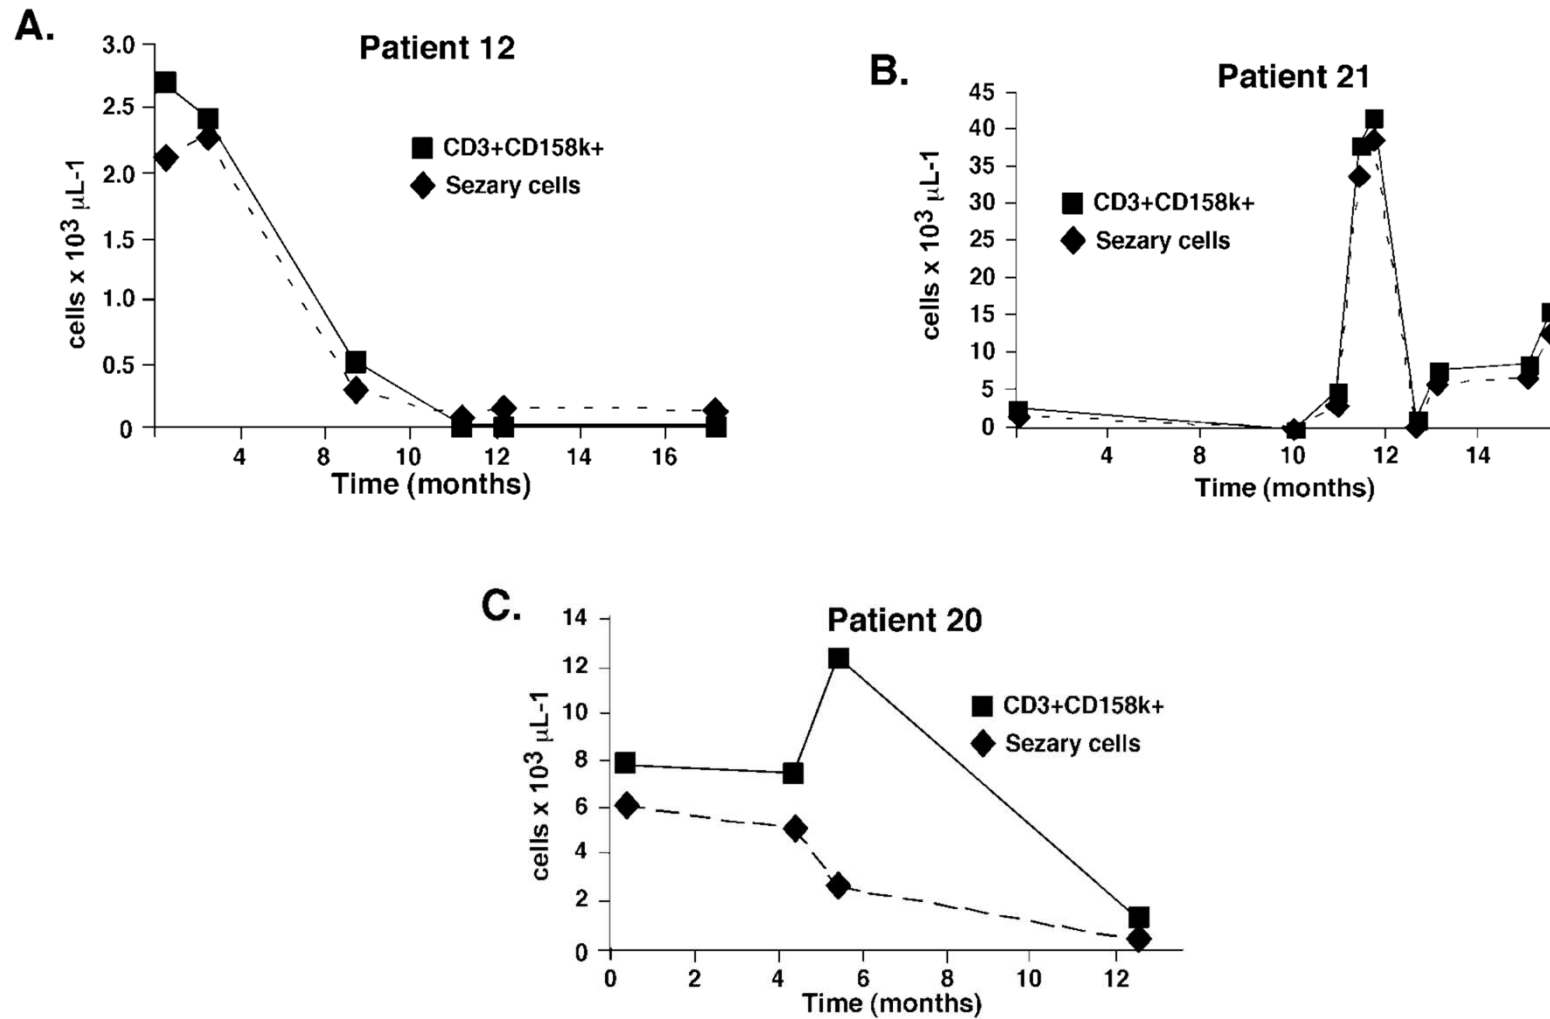 A.
Patient 12
3.0
2.5
2.0
1.5
1.0
0.5
0
cells x 10³ μL-1
CD3+CD158k+
Sezary cells
4 8 10 12 14 16
Time (months)
B.
Patient 21
45
40
35
30
25
20
15
10
5
0
cells x 10³ μL-1
CD3+CD158k+
Sezary cells
4 8 10 12 14
Time (months)
C.
Patient 20
14
12
10
8
6
4
2
0
cells x 10³ μL-1
CD3+CD158k+
Sezary cells
0 2 4 6 8 10 12
Time (months)